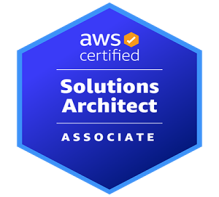 aws
certified
Solutions
Architect
ASSOCIATE